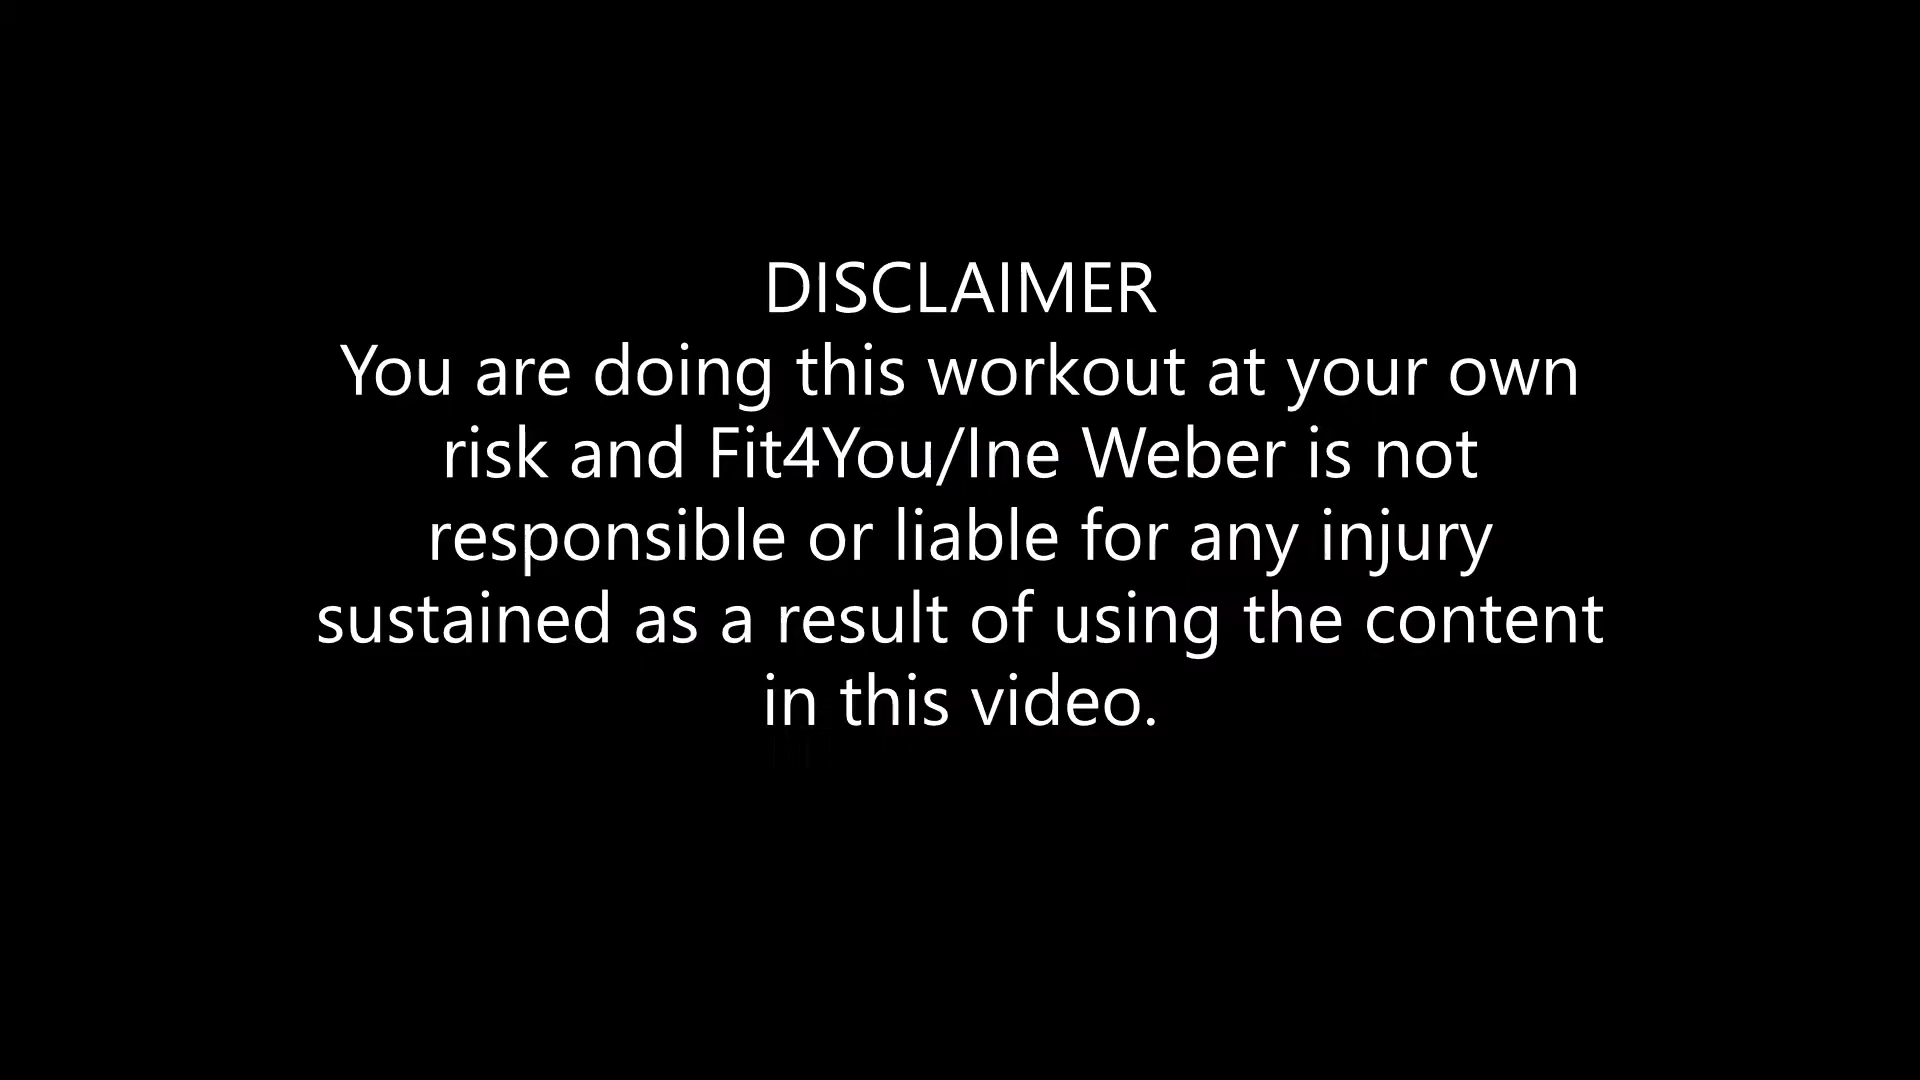 DISCLAIMER
You are doing this workout at your own
risk and Fit4You/Ine Weber is not
responsible or liable for any injury
sustained as a result of using the content
in this video.